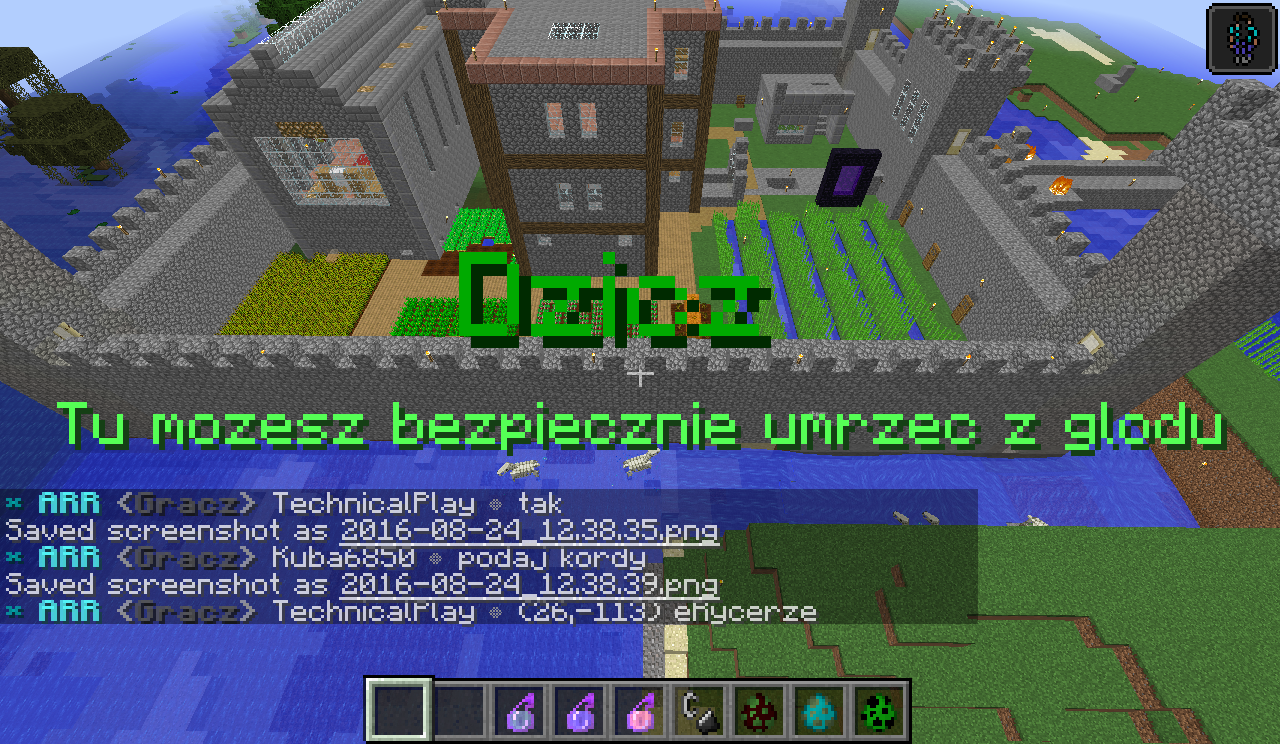 Dzicz
Tu mozesz bezpiecznie umrzec z glodu
× ARR <Gracz> TechnicalPlay • tak
Saved screenshot as 2016-08-24_12.38.35.png
× ARR <Gracz> Kuba6850 • podaj kordy
Saved screenshot as 2016-08-24_12.38.39.png
× ARR <Gracz> TechnicalPlay • (26,-113) eRycerze